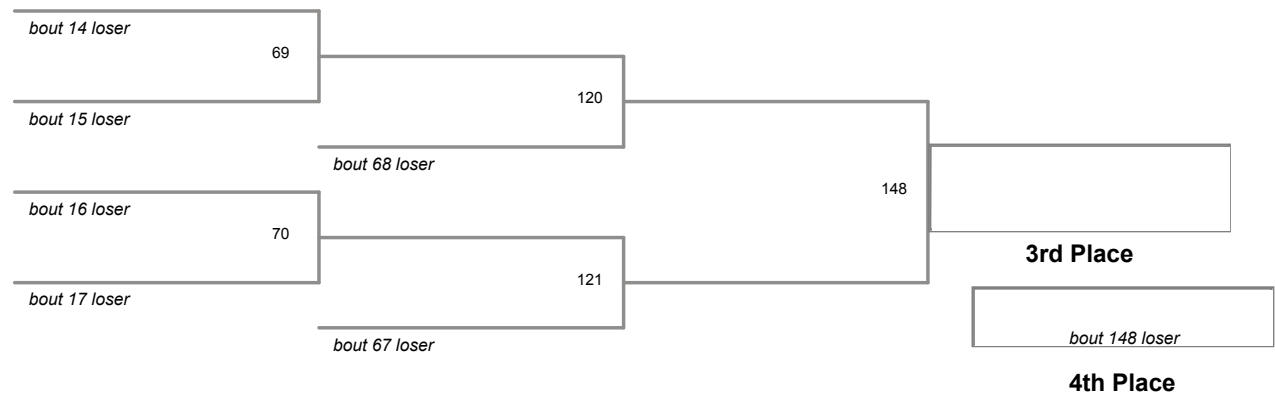 bout 14 loser
69
120
bout 15 loser
bout 68 loser
148
bout 16 loser
70
3rd Place
121
bout 17 loser
bout 67 loser
bout 148 loser
4th Place